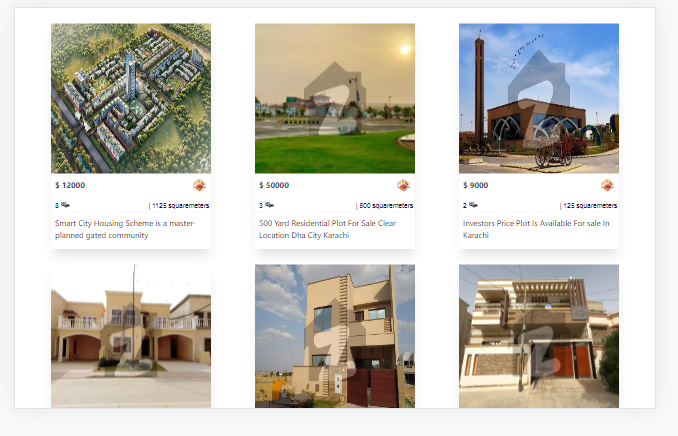 $ 12000
8 | 1125 squaremeters
Smart City Housing Scheme is a master-
planned gated community
$ 50000
3 | 500 squaremeters
500 Yard Residential Plot For Sale Clear
Location Dha City Karachi
$ 9000
2 | 125 squaremeters
Investors Price Plot Is Available For sale In
Karachi